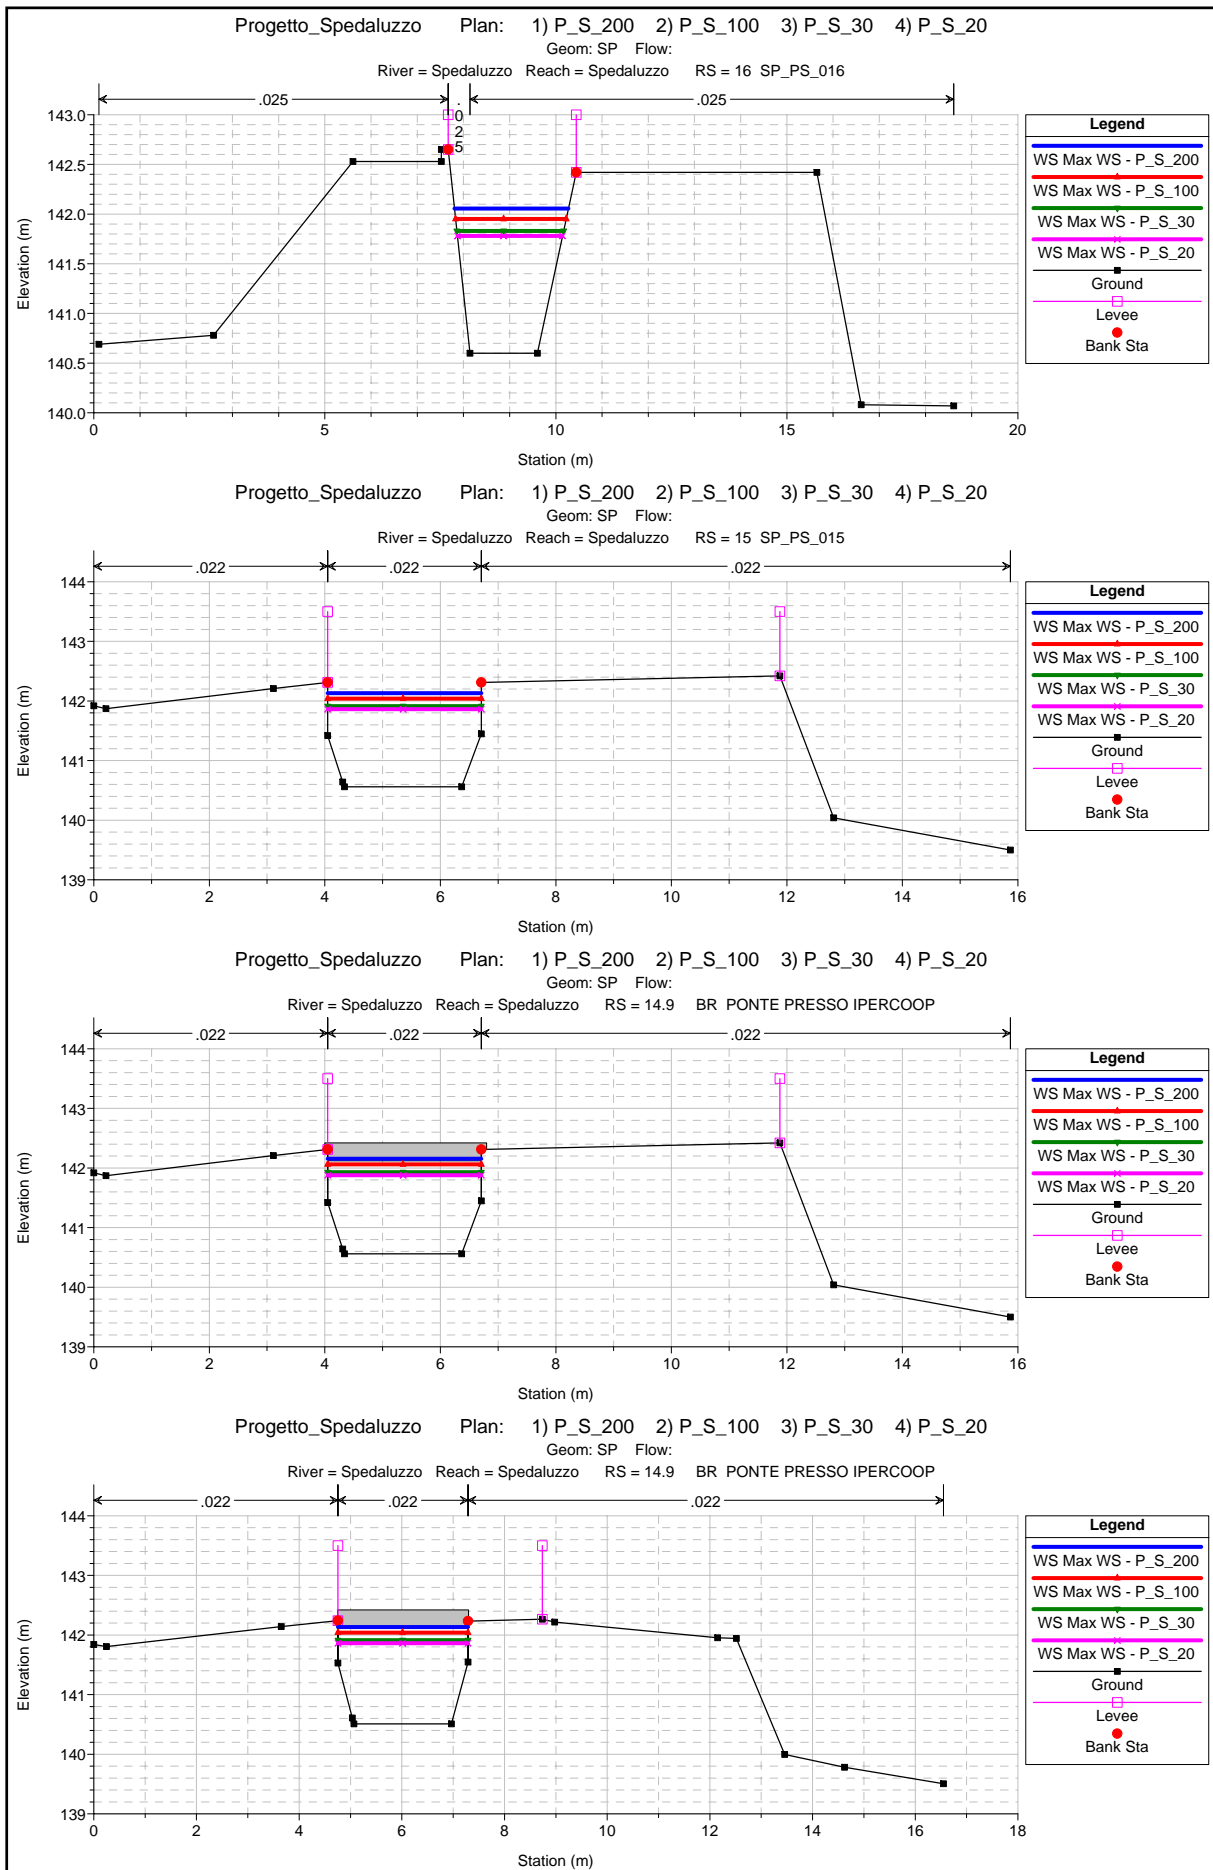 Progetto_Spedaluzzo Plan: 1) P_S_200 2) P_S_100 3) P_S_30 4) P_S_20
Geom: SP Flow:
River = Spedaluzzo Reach = Spedaluzzo RS = 16 SP_PS_016
.025 .025 .025
143.0
142.5
142.0
141.5
141.0
140.5
140.0
Elevation (m)
0 5 10 15 20
Station (m)
Legend
WS Max WS - P_S_200
WS Max WS - P_S_100
WS Max WS - P_S_30
WS Max WS - P_S_20
Ground
Levee
Bank Sta
Progetto_Spedaluzzo Plan: 1) P_S_200 2) P_S_100 3) P_S_30 4) P_S_20
Geom: SP Flow:
River = Spedaluzzo Reach = Spedaluzzo RS = 15 SP_PS_015
.022 .022 .022
144
143
142
141
140
139
Elevation (m)
0 2 4 6 8 10 12 14 16
Station (m)
Legend
WS Max WS - P_S_200
WS Max WS - P_S_100
WS Max WS - P_S_30
WS Max WS - P_S_20
Ground
Levee
Bank Sta
Progetto_Spedaluzzo Plan: 1) P_S_200 2) P_S_100 3) P_S_30 4) P_S_20
Geom: SP Flow:
River = Spedaluzzo Reach = Spedaluzzo RS = 14.9 BR PONTE PRESSO IPERCOOP
.022 .022 .022
144
143
142
141
140
139
Elevation (m)
0 2 4 6 8 10 12 14 16
Station (m)
Legend
WS Max WS - P_S_200
WS Max WS - P_S_100
WS Max WS - P_S_30
WS Max WS - P_S_20
Ground
Levee
Bank Sta
Progetto_Spedaluzzo Plan: 1) P_S_200 2) P_S_100 3) P_S_30 4) P_S_20
Geom: SP Flow:
River = Spedaluzzo Reach = Spedaluzzo RS = 14.9 BR PONTE PRESSO IPERCOOP
.022 .022 .022
144
143
142
141
140
139
Elevation (m)
0 2 4 6 8 10 12 14 16 18
Station (m)
Legend
WS Max WS - P_S_200
WS Max WS - P_S_100
WS Max WS - P_S_30
WS Max WS - P_S_20
Ground
Levee
Bank Sta